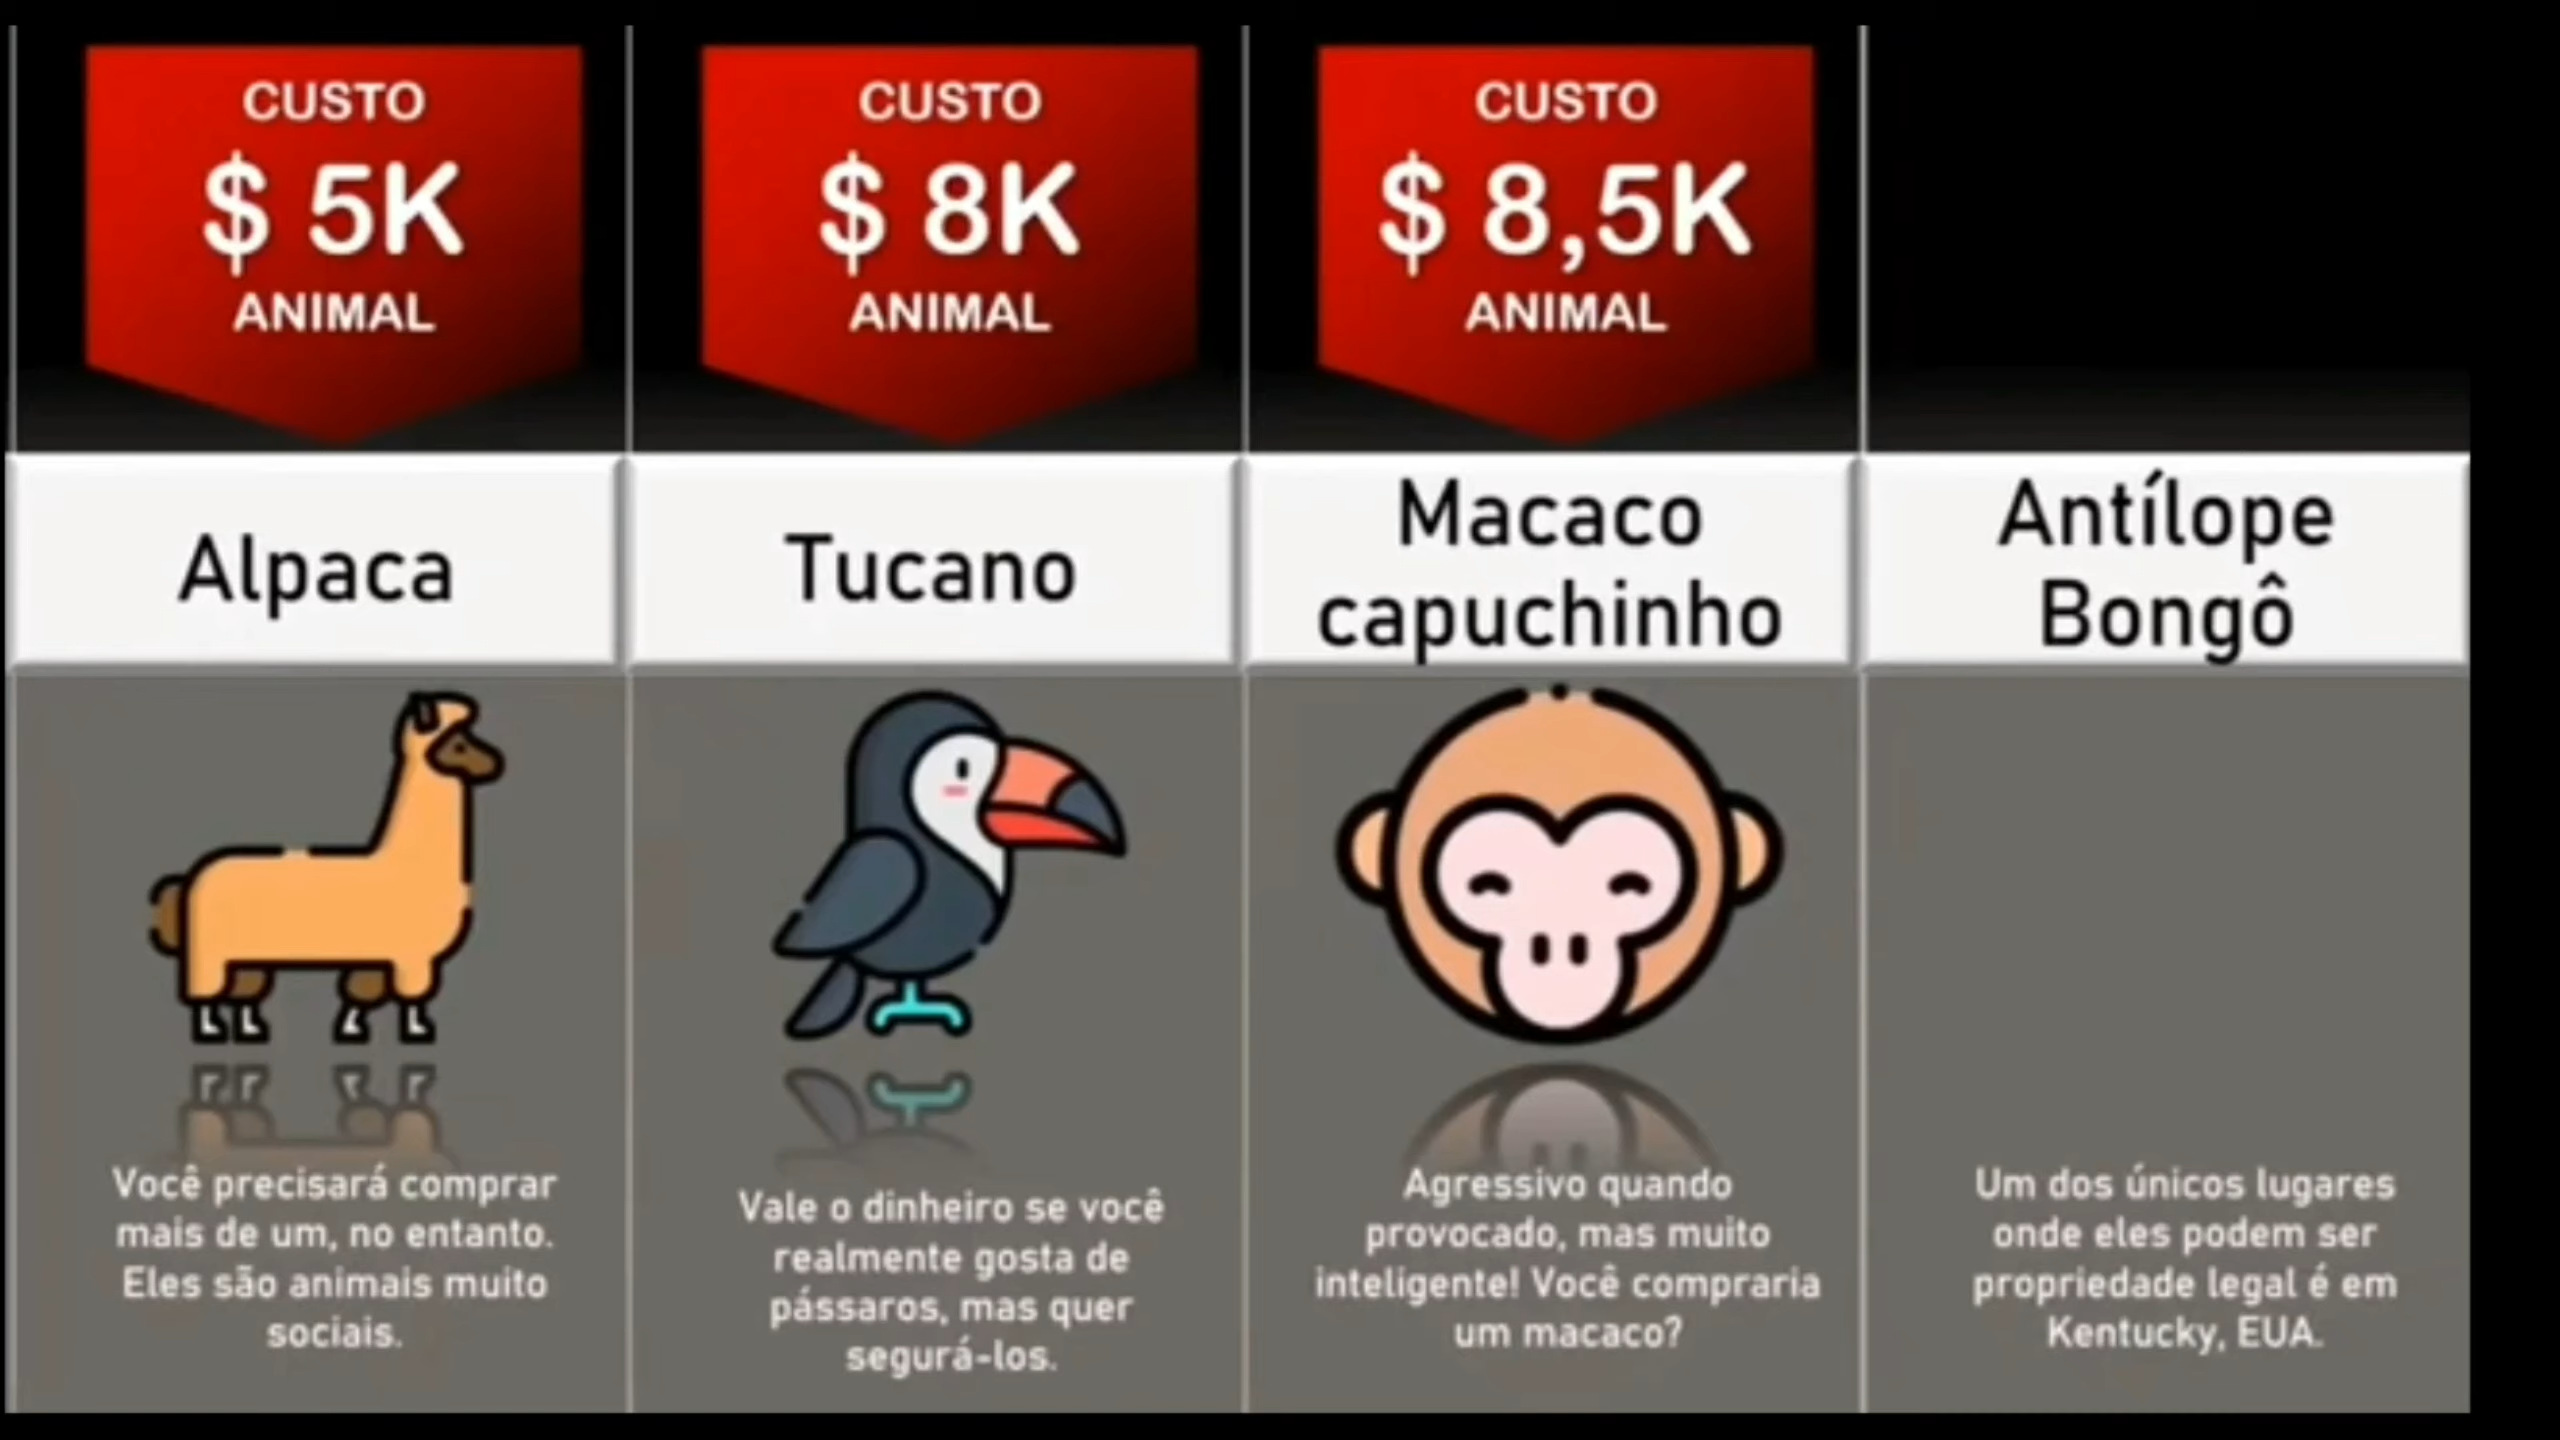 CUSTO
$ 5K
ANIMAL
Alpaca
Você precisará comprar
mais de um, no entanto.
Eles são animais muito
sociais.
CUSTO
$ 8K
ANIMAL
Tucano
Vale o dinheiro se você
realmente gosta de
pássaros, mas quer
segurá-los.
CUSTO
$ 8,5K
ANIMAL
Macaco
capuchinho
Agressivo quando
provocado, mas muito
inteligente! Você compraria
um macaco?
Antílope
Bongô
Um dos únicos lugares
onde eles podem ser
propriedade legal é em
Kentucky, EUA.